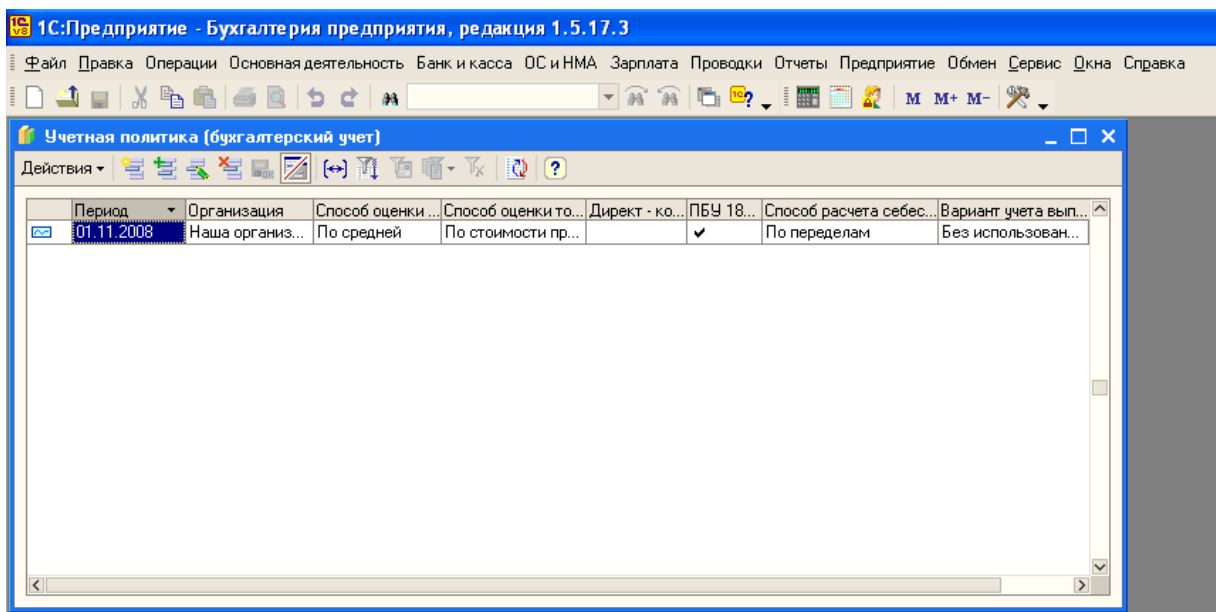 1С:Предприятие - Бухгалтерия предприятия, редакция 1.5.17.3
Файл Правка Операции Основная деятельность Банк и касса ОС и НМА Зарплата Проводки Отчеты Предприятие Обмен Сервис Окна Справка
M M+ M-
Учетная политика (бухгалтерский учет)
Действия
Период Организация Способ оценки ... Способ оценки то... Директ - ко... ПБУ 18... Способ расчета себес... Вариант учета вып...
01.11.2008 Наша организ... По средней По стоимости пр... По переделам Без использован...